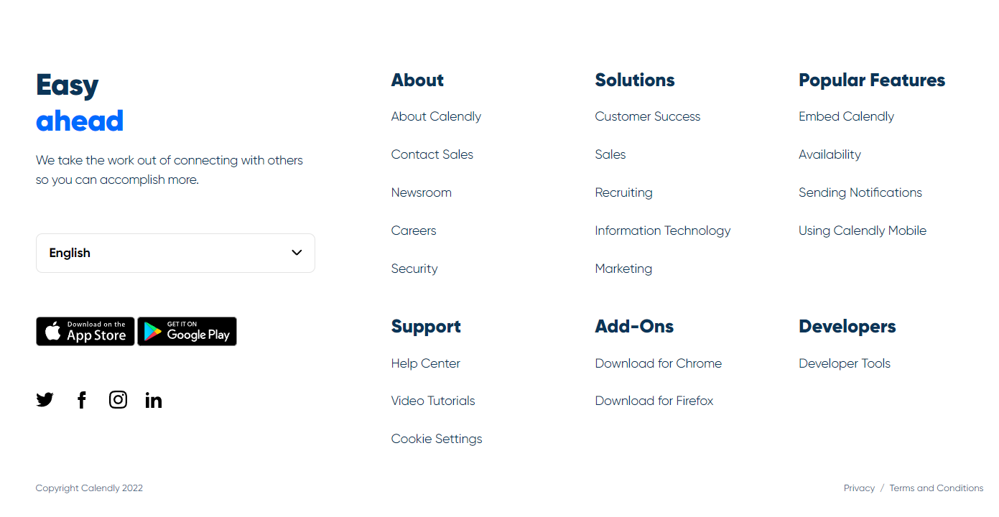 Easy
ahead
We take the work out of connecting with others
so you can accomplish more.
English
Download on the
App Store
GET IT ON
Google Play
About
About Calendly
Contact Sales
Newsroom
Careers
Security
Solutions
Customer Success
Sales
Recruiting
Information Technology
Marketing
Popular Features
Embed Calendly
Availability
Sending Notifications
Using Calendly Mobile
Support
Help Center
Video Tutorials
Cookie Settings
Add-Ons
Download for Chrome
Download for Firefox
Developers
Developer Tools
Copyright Calendly 2022
Privacy / Terms and Conditions